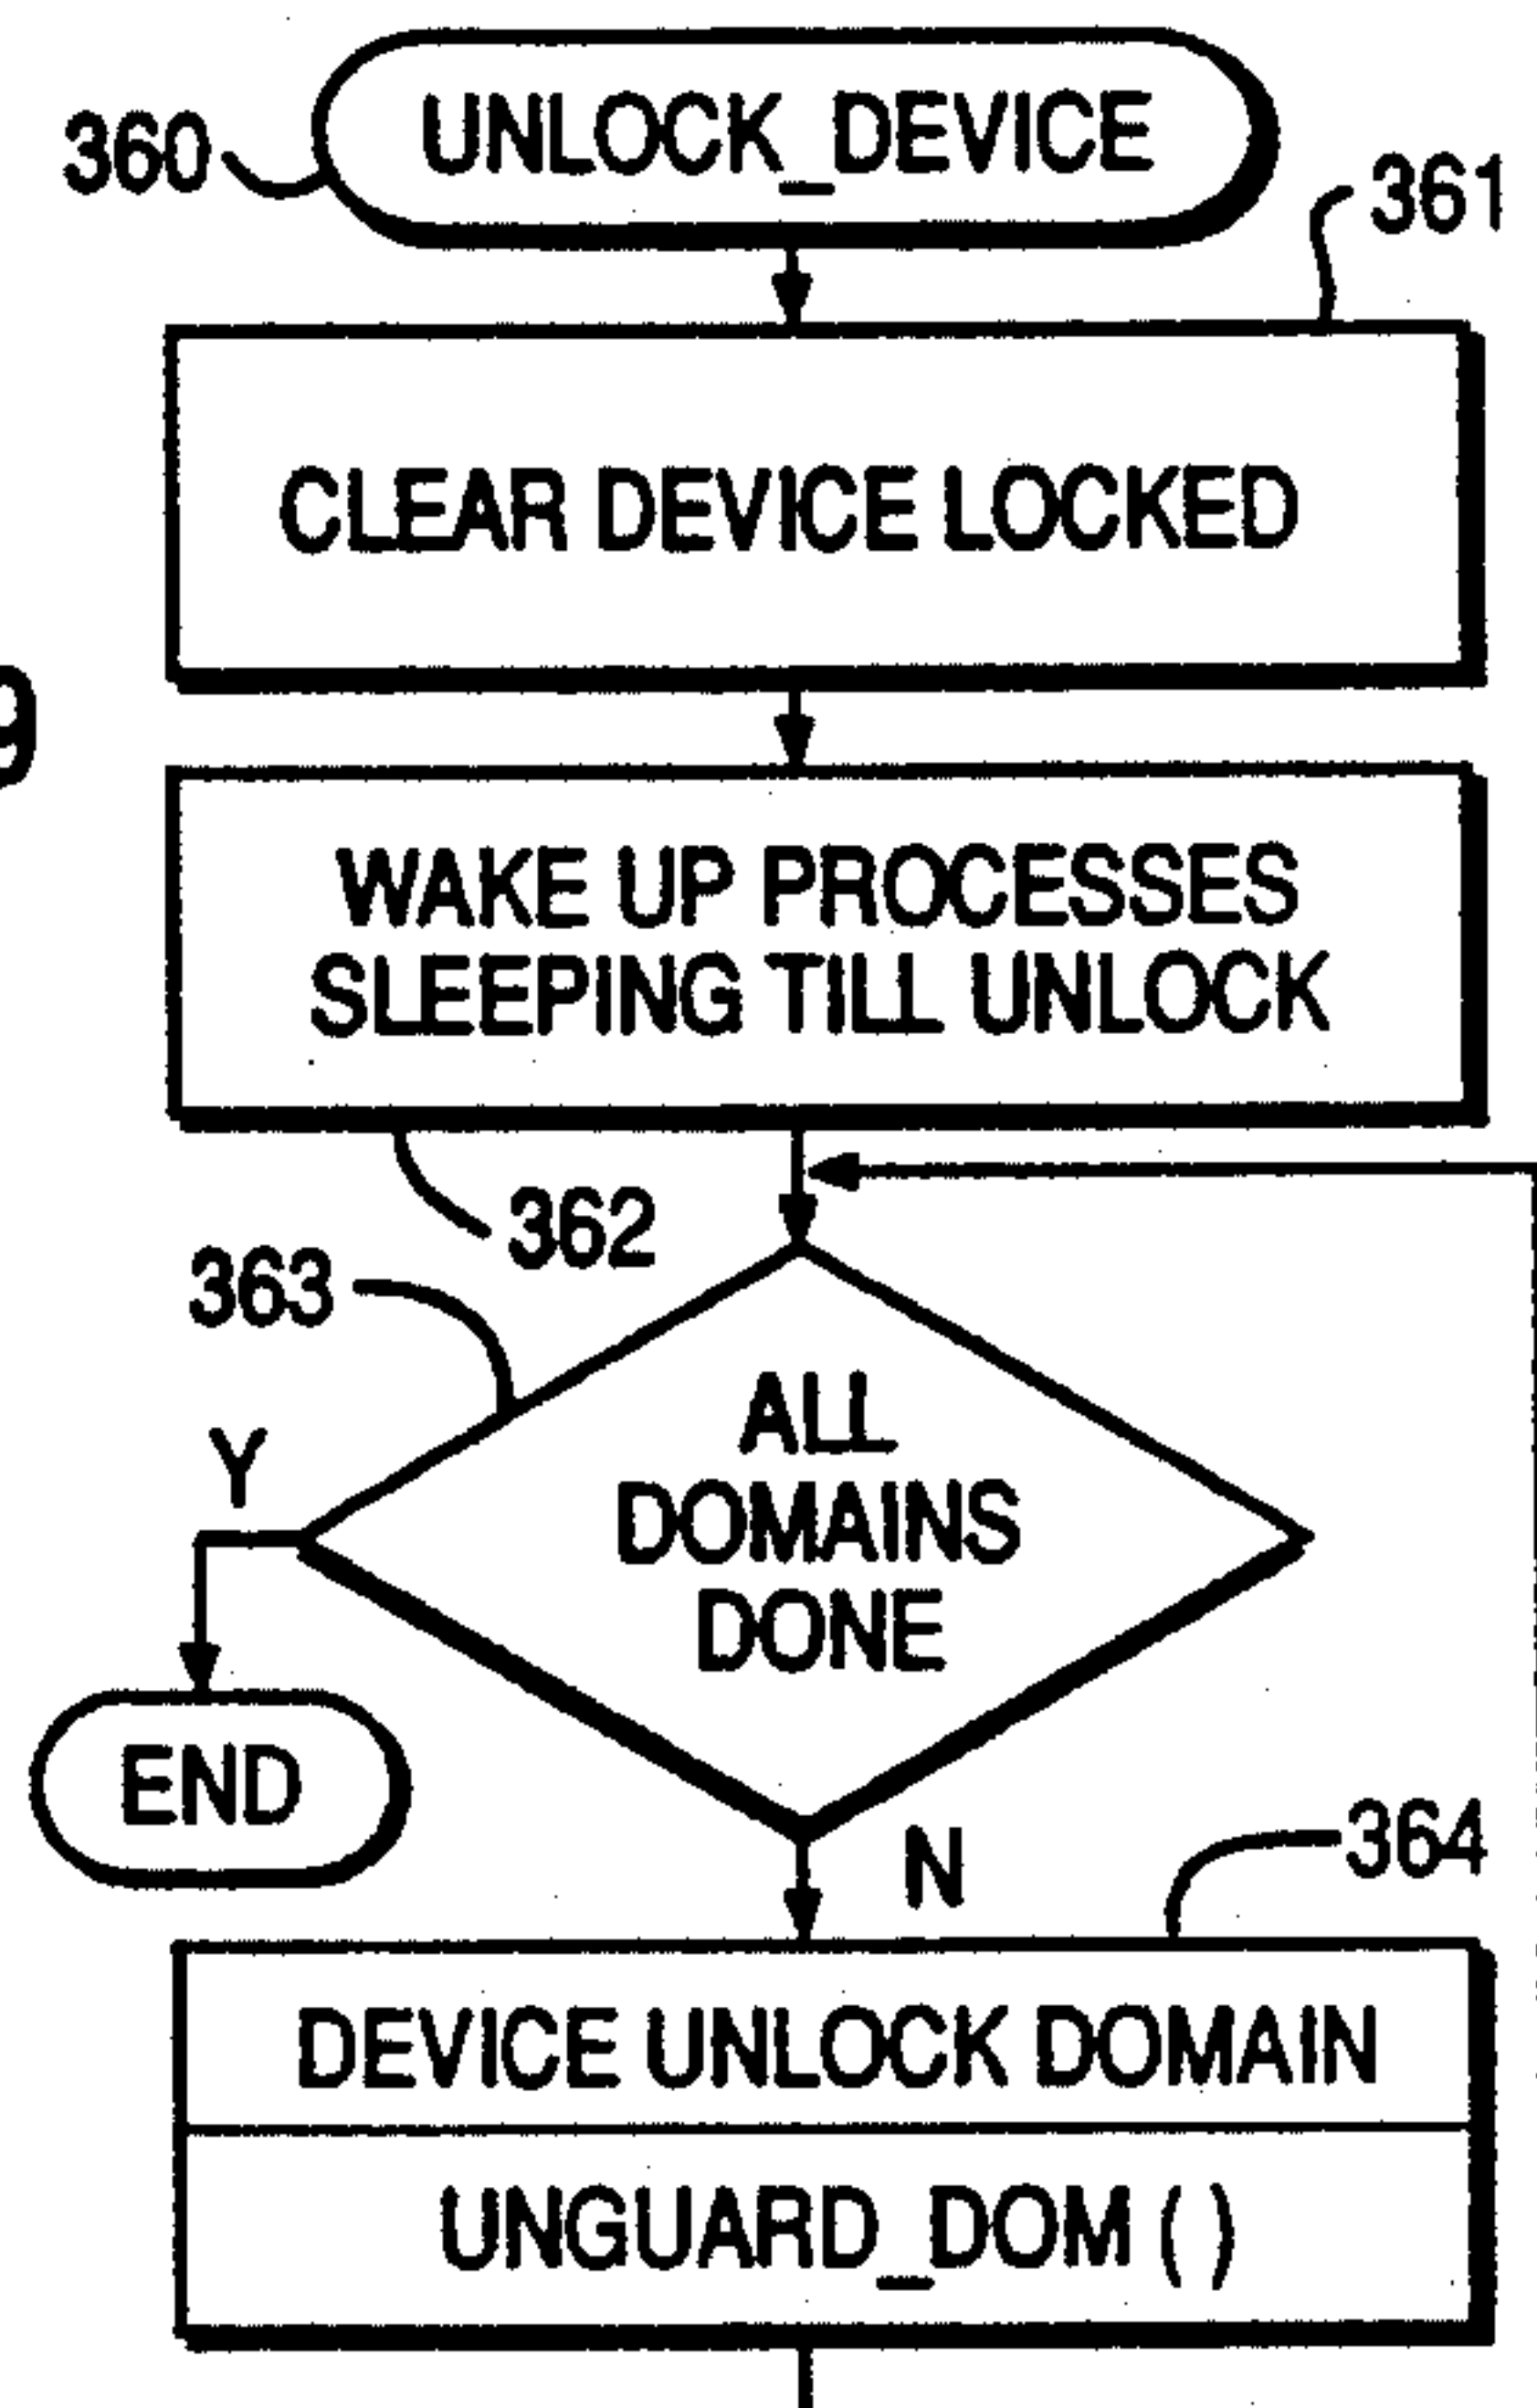 UNLOCK_DEVICE
360
361
CLEAR DEVICE LOCKED
9
WAKE UP PROCESSES
SLEEPING TILL UNLOCK
362
363
ALL
DOMAINS
DONE
Y
END
N
364
DEVICE UNLOCK DOMAIN
UNGUARD_DOM ( )